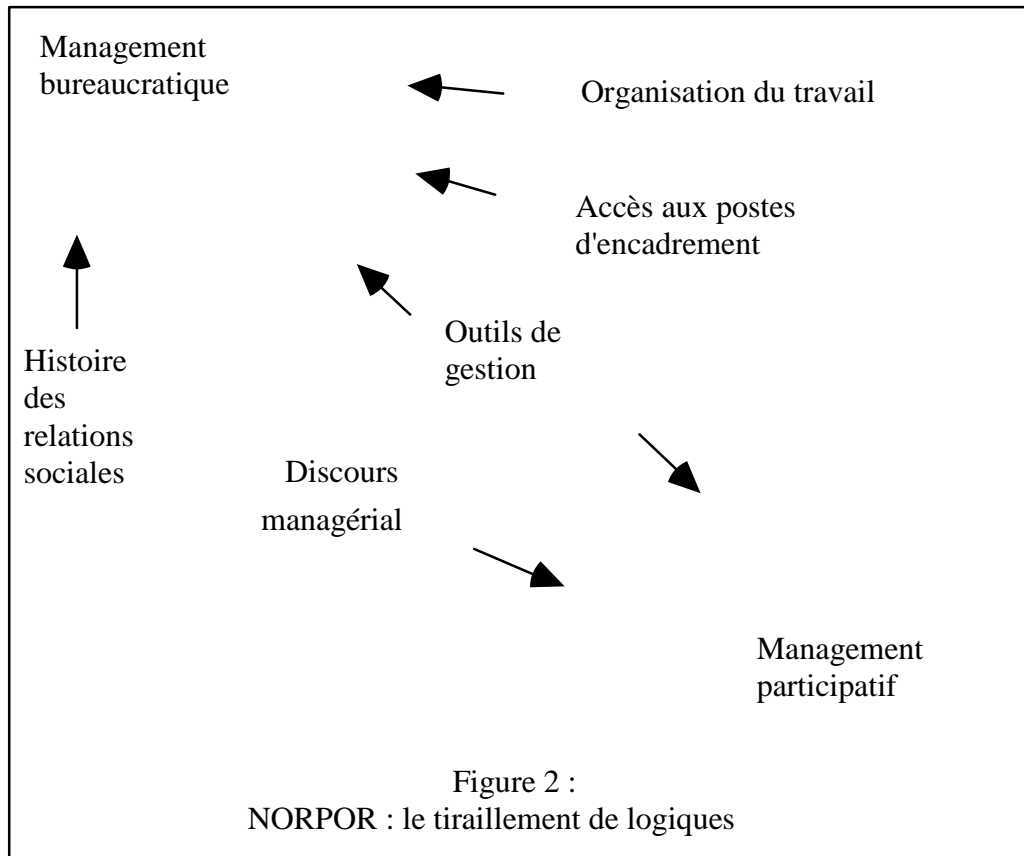 Management
bureaucratique
Organisation du travail
Accès aux postes
d'encadrement
Outils de
gestion
Histoire
des
relations
sociales
Discours
managérial
Management
participatif
Figure 2 :
NORPOR : le tiraillement de logiques